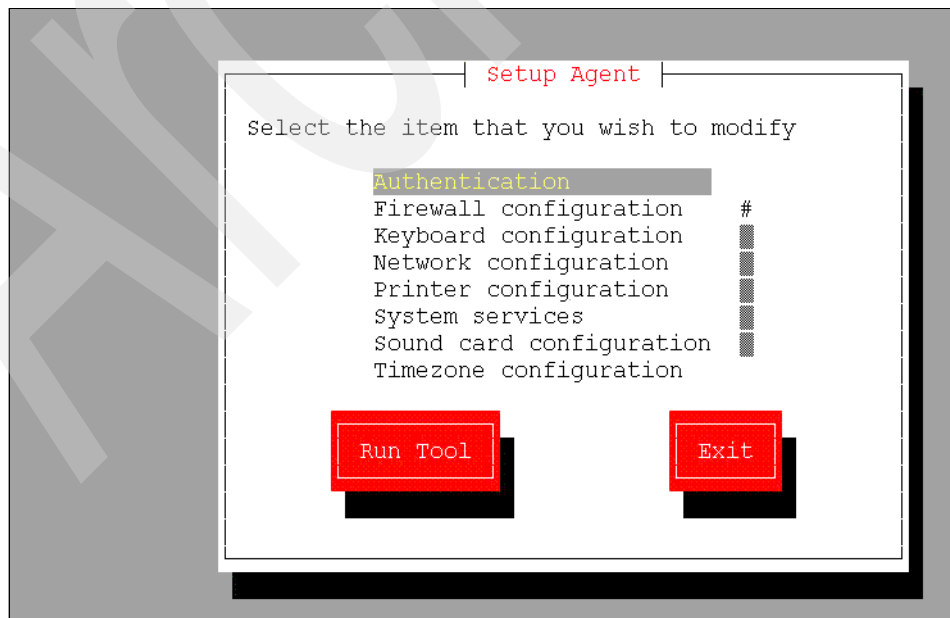 Setup Agent
Select the item that you wish to modify
Authentication
Firewall configuration #
Keyboard configuration
Network configuration
Printer configuration
System services
Sound card configuration
Timezone configuration
Run Tool Exit